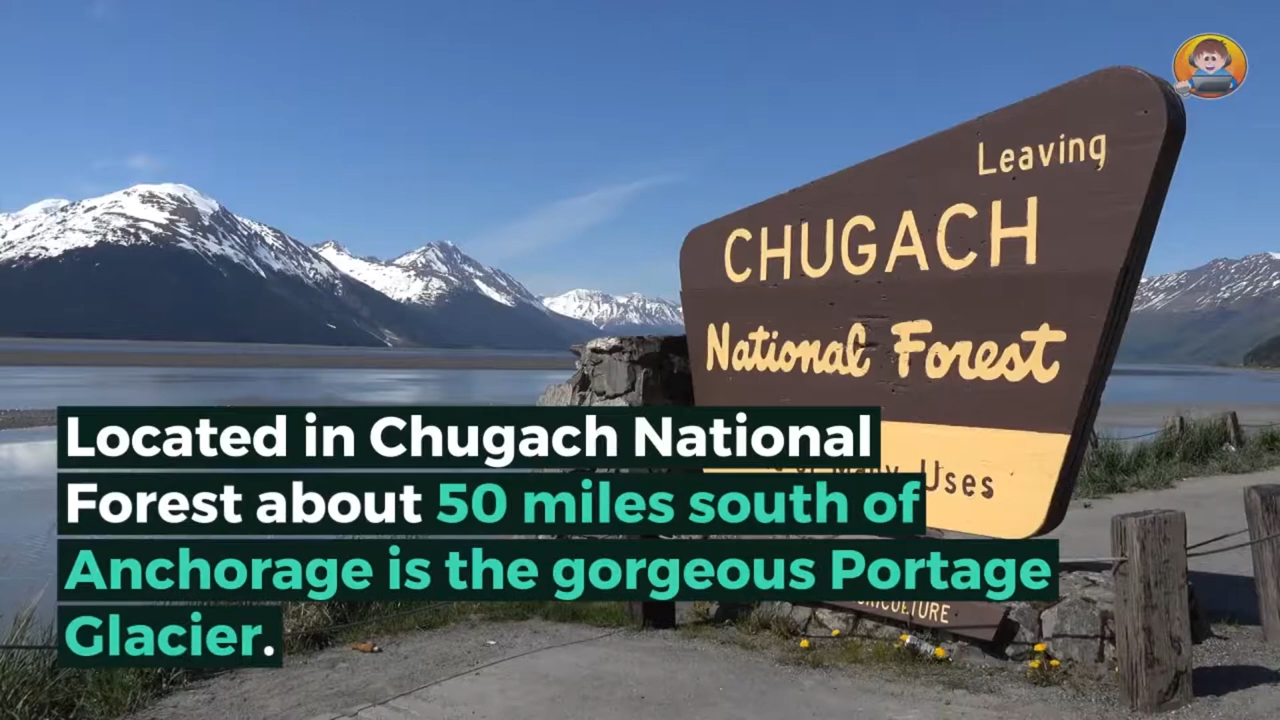 Leaving
CHUGACH
National Forest
Many Uses
Located in Chugach National
Forest about 50 miles south of
Anchorage is the gorgeous Portage
Glacier.